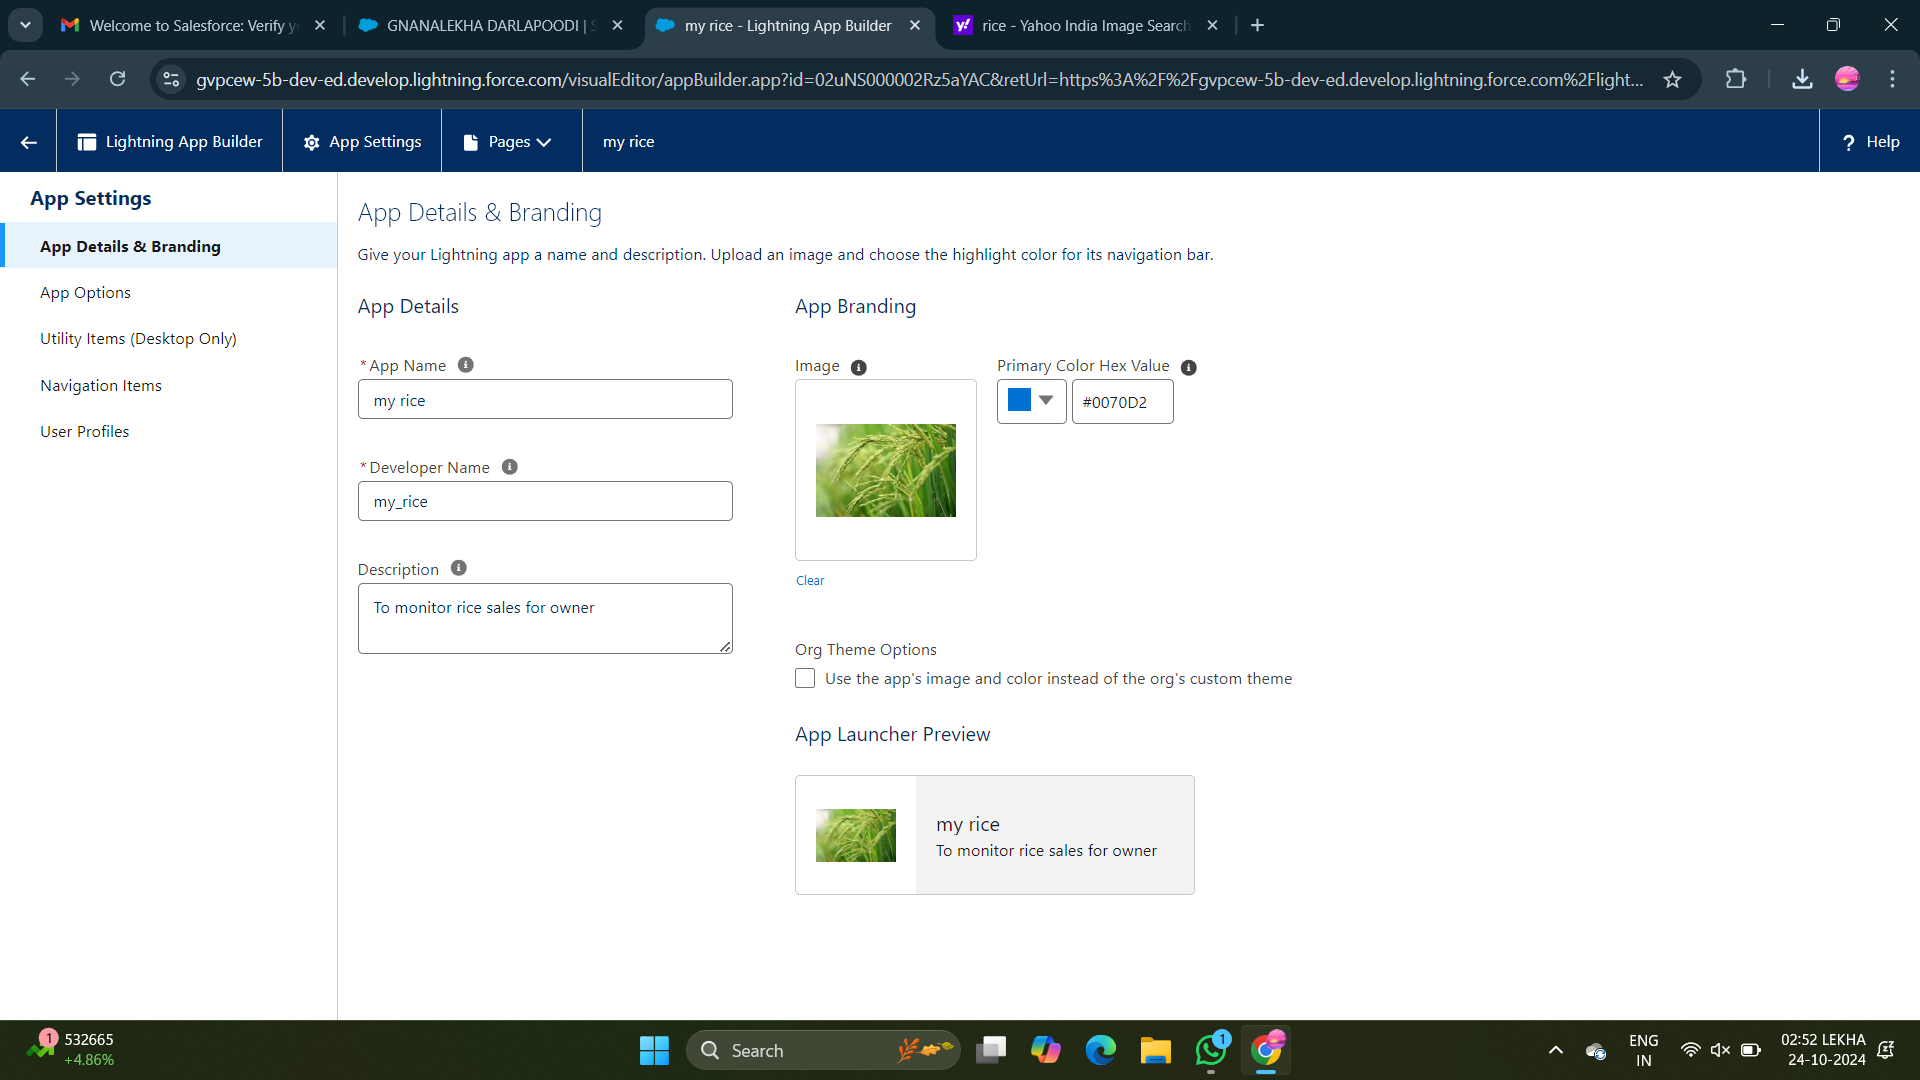 Welcome to Salesforce: Verify y
GNANALEKHA DARLAPOODI | S
my rice - Lightning App Builder
rice - Yahoo India Image Search
gvpcew-5b-dev-ed.develop.lightning.force.com/visualEditor/appBuilder.app?id=02uNS000002Rz5aYAC&retUrl=https%3A%2F%2Fgvpcew-5b-dev-ed.develop.lightning.force.com%2Flight...
Lightning App Builder
App Settings
Pages
my rice
? Help
App Settings
App Details & Branding
App Options
Utility Items (Desktop Only)
Navigation Items
User Profiles
App Details & Branding
Give your Lightning app a name and description. Upload an image and choose the highlight color for its navigation bar.
App Details
* App Name
my rice
* Developer Name
my_rice
Description
To monitor rice sales for owner
App Branding
Image
Clear
Primary Color Hex Value
#0070D2
Org Theme Options
Use the app's image and color instead of the org's custom theme
App Launcher Preview
my rice
To monitor rice sales for owner
1
532665
+4.86%
Search
1
ENG
IN
02:52 LEKHA
24-10-2024